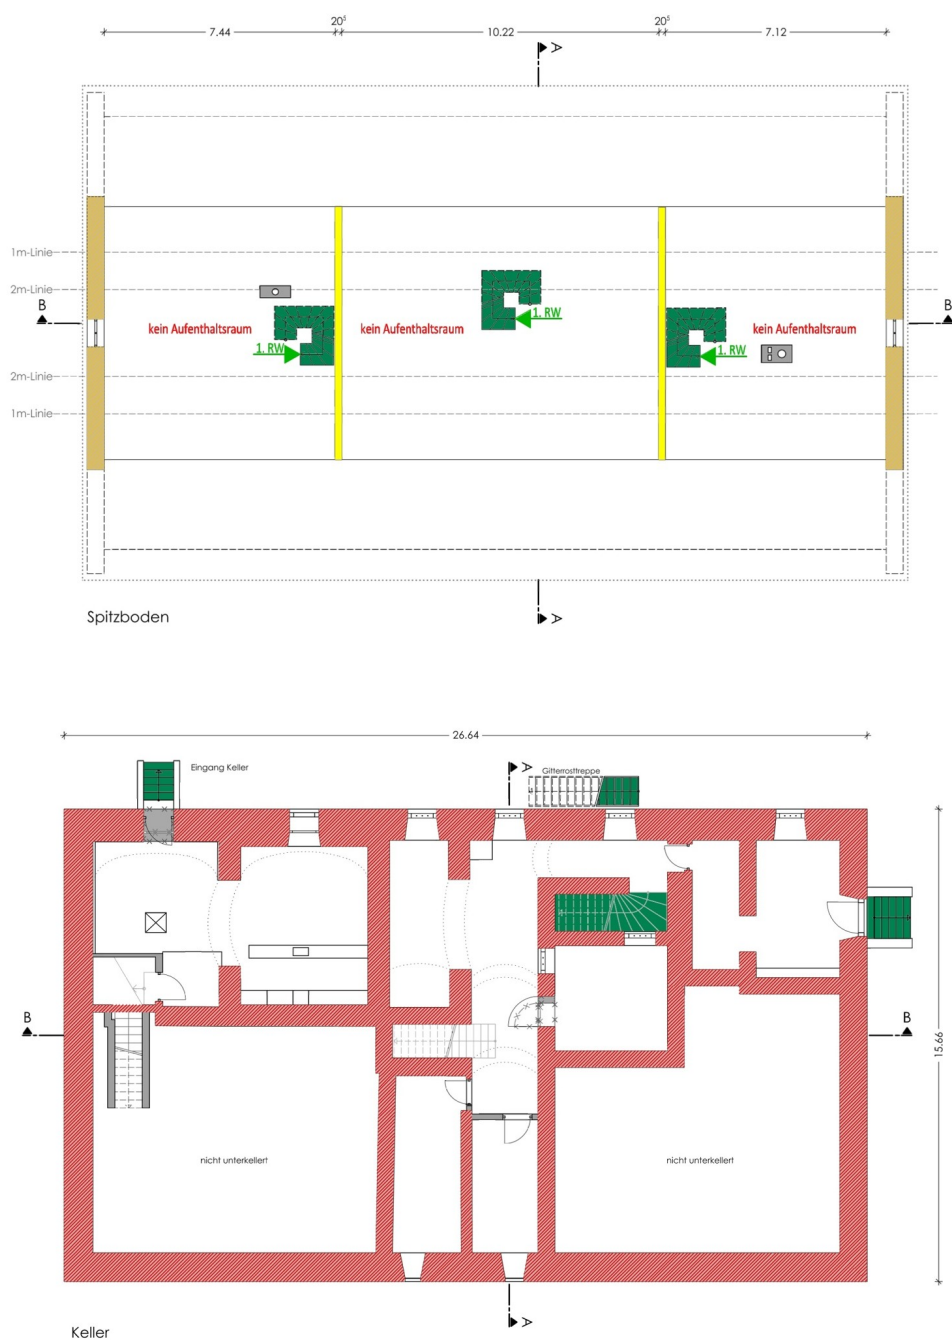 20⁵ 20⁵
7.44 10.22 7.12
A
1m-Linie
2m-Linie
B B
kein Aufenthaltsraum kein Aufenthaltsraum kein Aufenthaltsraum
1. RW 1. RW 1. RW
2m-Linie
1m-Linie
A
Spitzboden
26.64
Eingang Keller A Gitterrosttreppe
B B
15.66
nicht unterkellert nicht unterkellert
A
Keller